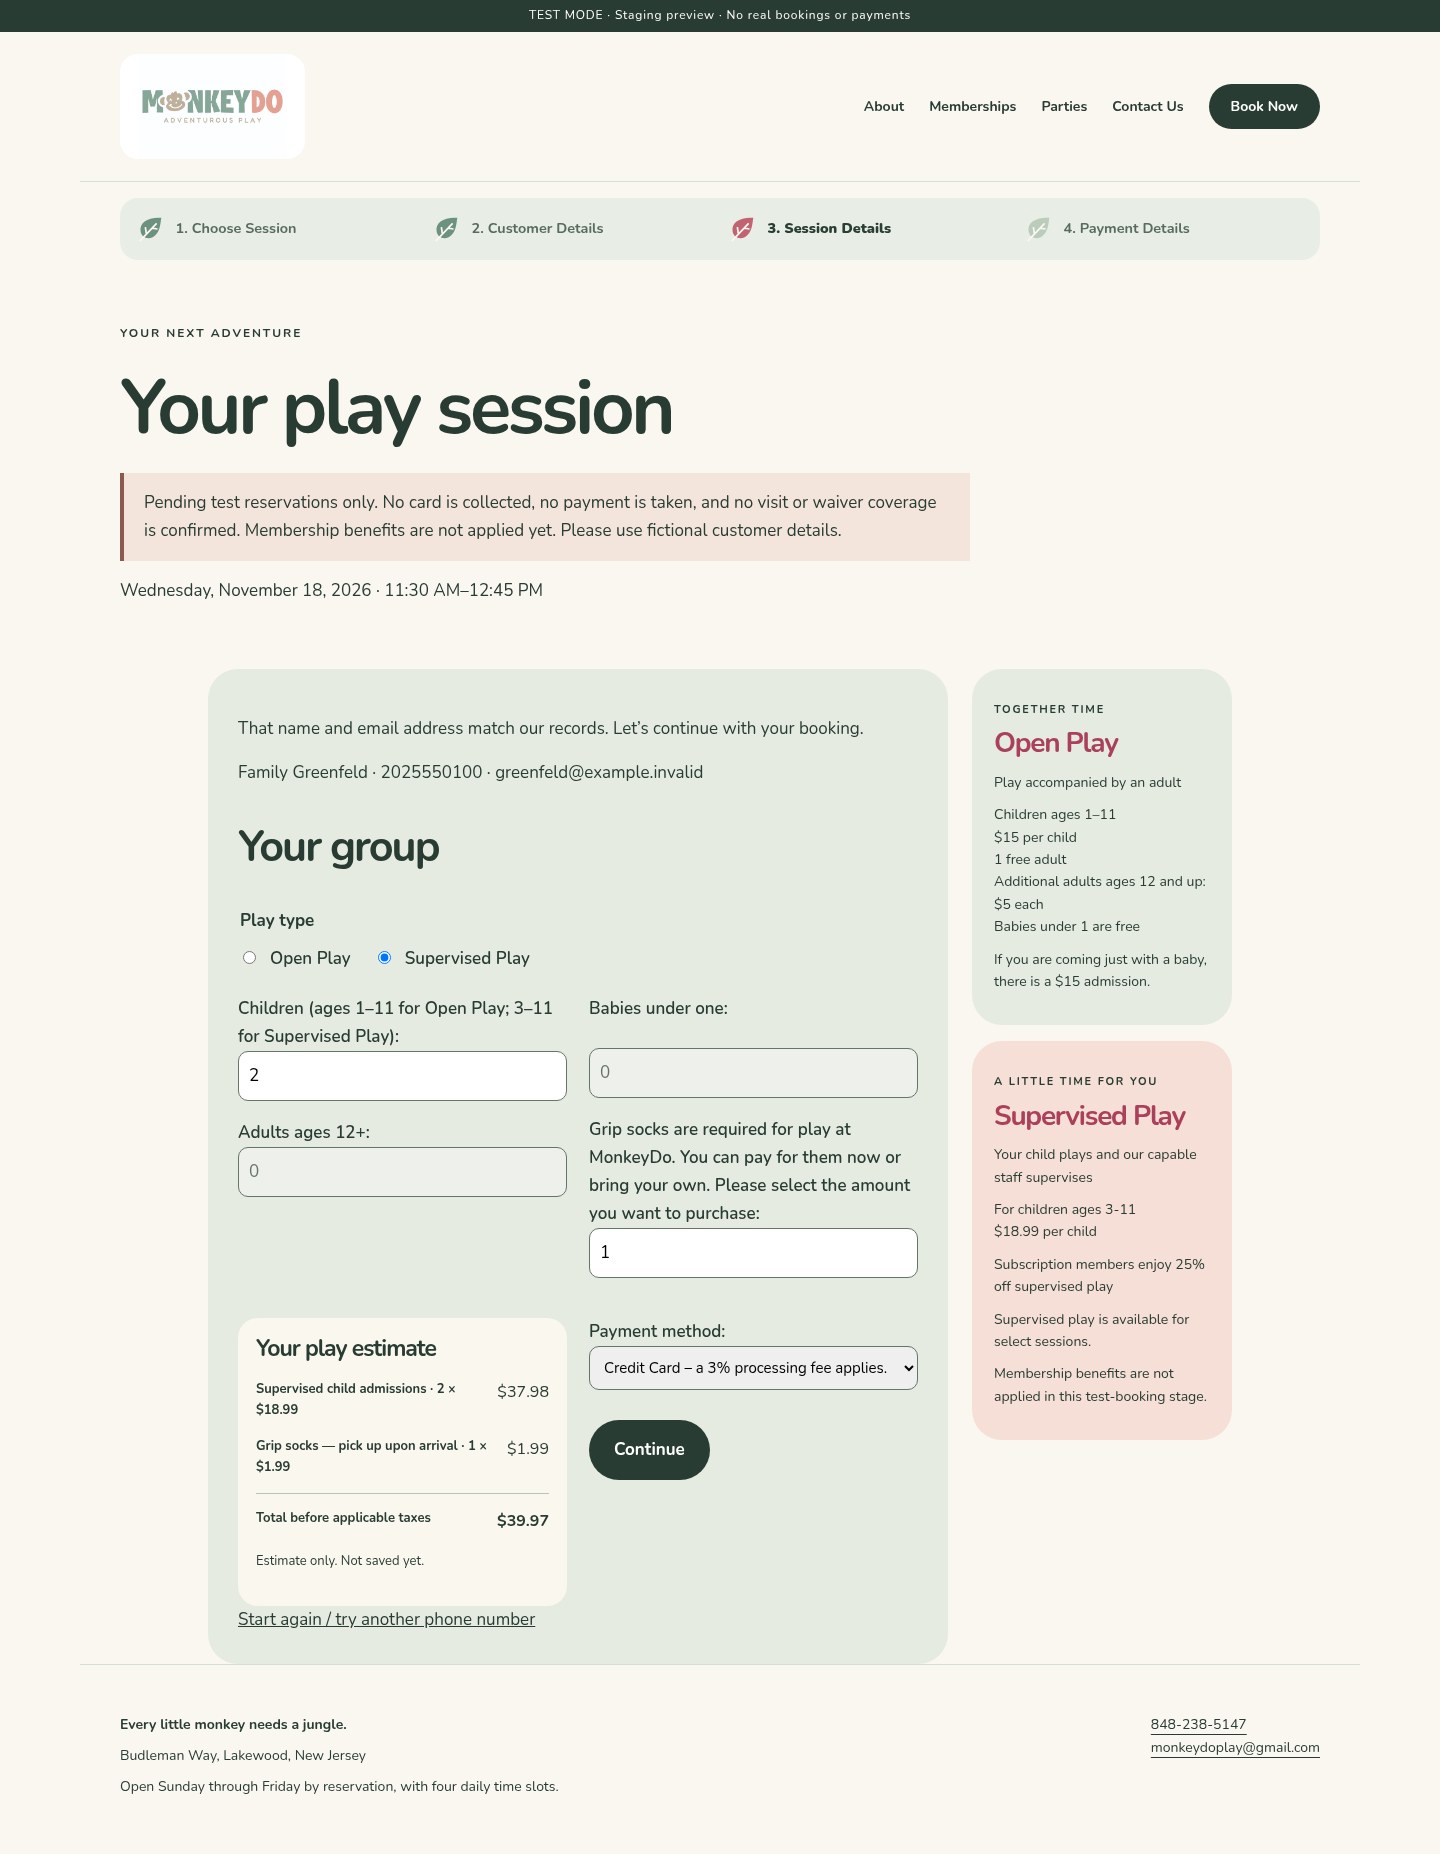 TEST MODE · Staging preview · No real bookings or payments
MONKEYDO
ADVENTUROUS PLAY
About
Memberships
Parties
Contact Us
Book Now
1. Choose Session
2. Customer Details
3. Session Details
4. Payment Details
YOUR NEXT ADVENTURE
Your play session
Pending test reservations only. No card is collected, no payment is taken, and no visit or waiver coverage
is confirmed. Membership benefits are not applied yet. Please use fictional customer details.
Wednesday, November 18, 2026 · 11:30 AM–12:45 PM
That name and email address match our records. Let’s continue with your booking.
Family Greenfeld · 2025550100 · greenfeld@example.invalid
Your group
Play type
Open Play
Supervised Play
Children (ages 1–11 for Open Play; 3–11
for Supervised Play):
2
Babies under one:
0
Adults ages 12+:
0
Grip socks are required for play at
MonkeyDo. You can pay for them now or
bring your own. Please select the amount
you want to purchase:
1
Your play estimate
Supervised child admissions · 2 ×
$18.99
$37.98
Grip socks — pick up upon arrival · 1 ×
$1.99
$1.99
Total before applicable taxes
$39.97
Estimate only. Not saved yet.
Payment method:
Credit Card – a 3% processing fee applies.
Continue
Start again / try another phone number
TOGETHER TIME
Open Play
Play accompanied by an adult
Children ages 1–11
$15 per child
1 free adult
Additional adults ages 12 and up:
$5 each
Babies under 1 are free
If you are coming just with a baby,
there is a $15 admission.
A LITTLE TIME FOR YOU
Supervised Play
Your child plays and our capable
staff supervises
For children ages 3-11
$18.99 per child
Subscription members enjoy 25%
off supervised play
Supervised play is available for
select sessions.
Membership benefits are not
applied in this test-booking stage.
Every little monkey needs a jungle.
Budleman Way, Lakewood, New Jersey
Open Sunday through Friday by reservation, with four daily time slots.
848-238-5147
monkeydoplay@gmail.com